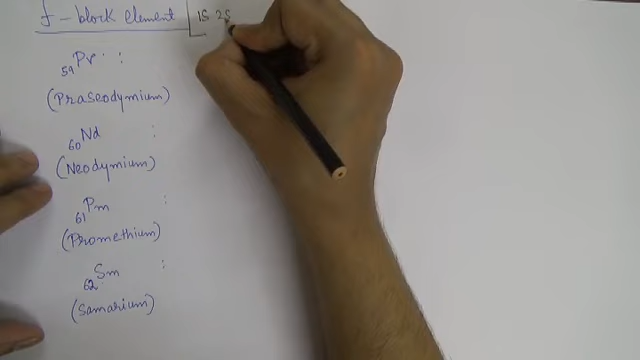 f-block element 1s 2s
59Pr :
(Praseodymium)
60Nd :
(Neodymium)
61Pm :
(Promethium)
62Sm :
(Samarium)